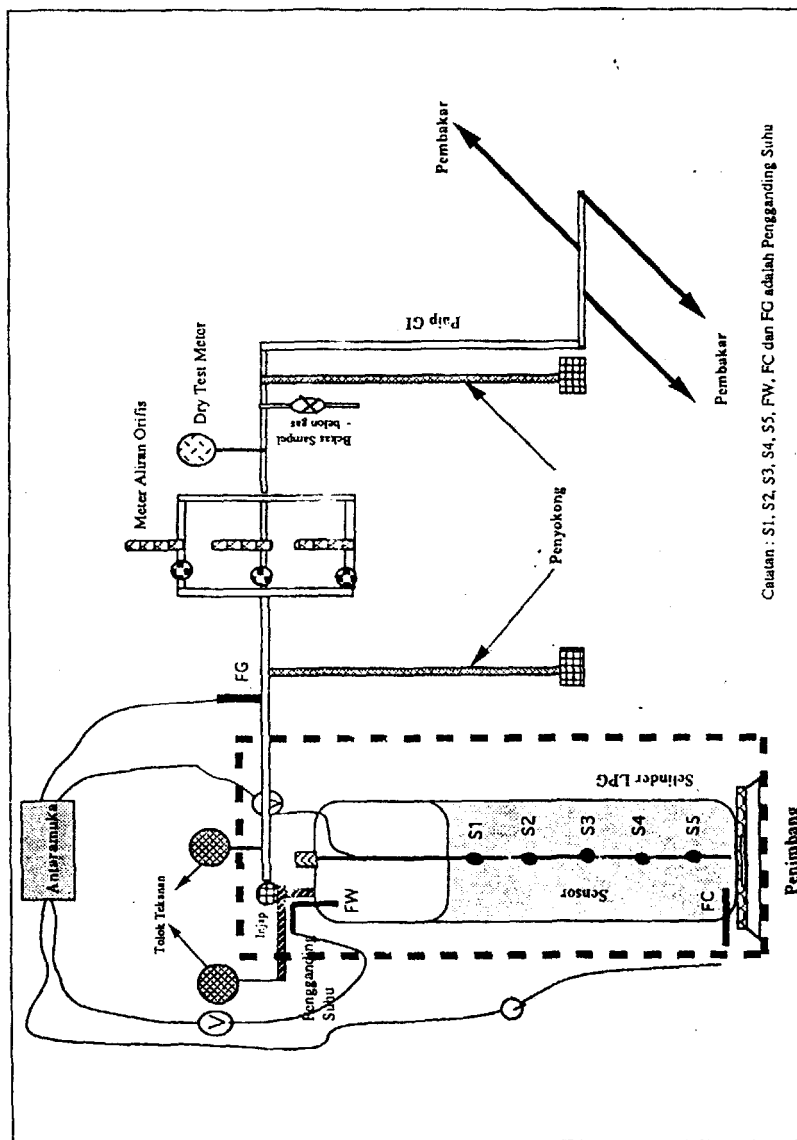 Antaramuka
Tolok Tekanan
Injap
Pengganding
Suhu
V
FW
FG
Meter Aliran Orifis
Dry Test Meter
Bekas Sampel
- belon gas
Paip GI
Pembakar
Pembakar
Penyokong
Selinder LPG
Sensor
S1
S2
S3
S4
S5
FC
Penimbang
Catatan : S1, S2, S3, S4, S5, FW, FC dan FG adalah Pengganding Suhu